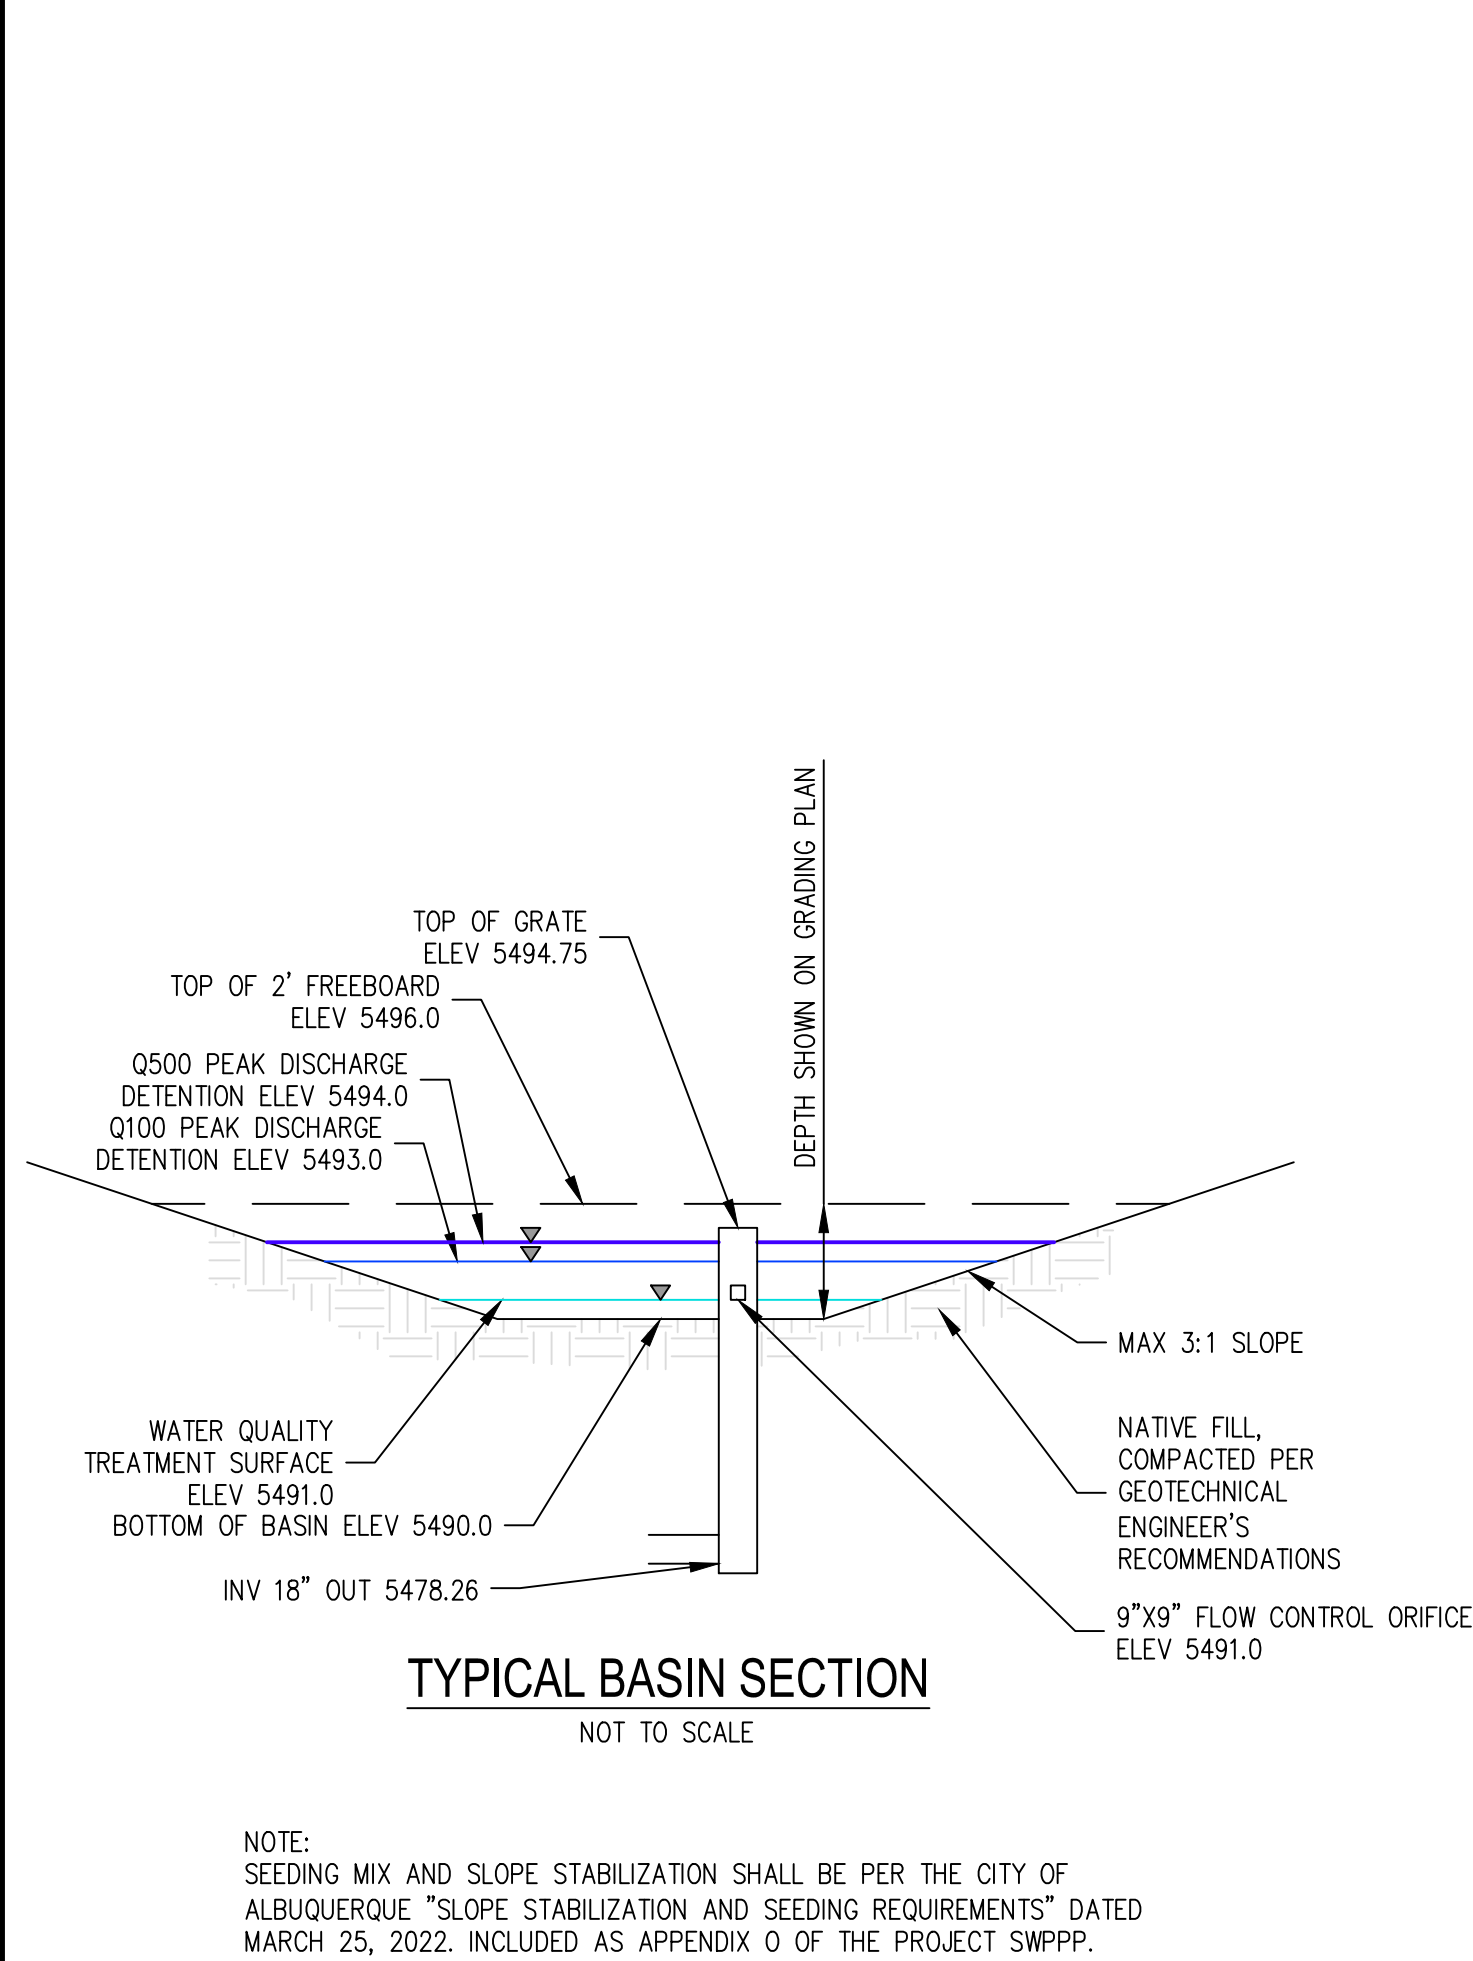 DEPTH SHOWN ON GRADING PLAN
TOP OF GRATE
ELEV 5494.75
TOP OF 2' FREEBOARD
ELEV 5496.0
Q500 PEAK DISCHARGE
DETENTION ELEV 5494.0
Q100 PEAK DISCHARGE
DETENTION ELEV 5493.0
MAX 3:1 SLOPE
WATER QUALITY
TREATMENT SURFACE
ELEV 5491.0
BOTTOM OF BASIN ELEV 5490.0
INV 18" OUT 5478.26
NATIVE FILL,
COMPACTED PER
GEOTECHNICAL
ENGINEER'S
RECOMMENDATIONS
9"X9" FLOW CONTROL ORIFICE
ELEV 5491.0
TYPICAL BASIN SECTION
NOT TO SCALE
NOTE:
SEEDING MIX AND SLOPE STABILIZATION SHALL BE PER THE CITY OF
ALBUQUERQUE "SLOPE STABILIZATION AND SEEDING REQUIREMENTS" DATED
MARCH 25, 2022. INCLUDED AS APPENDIX O OF THE PROJECT SWPPP.